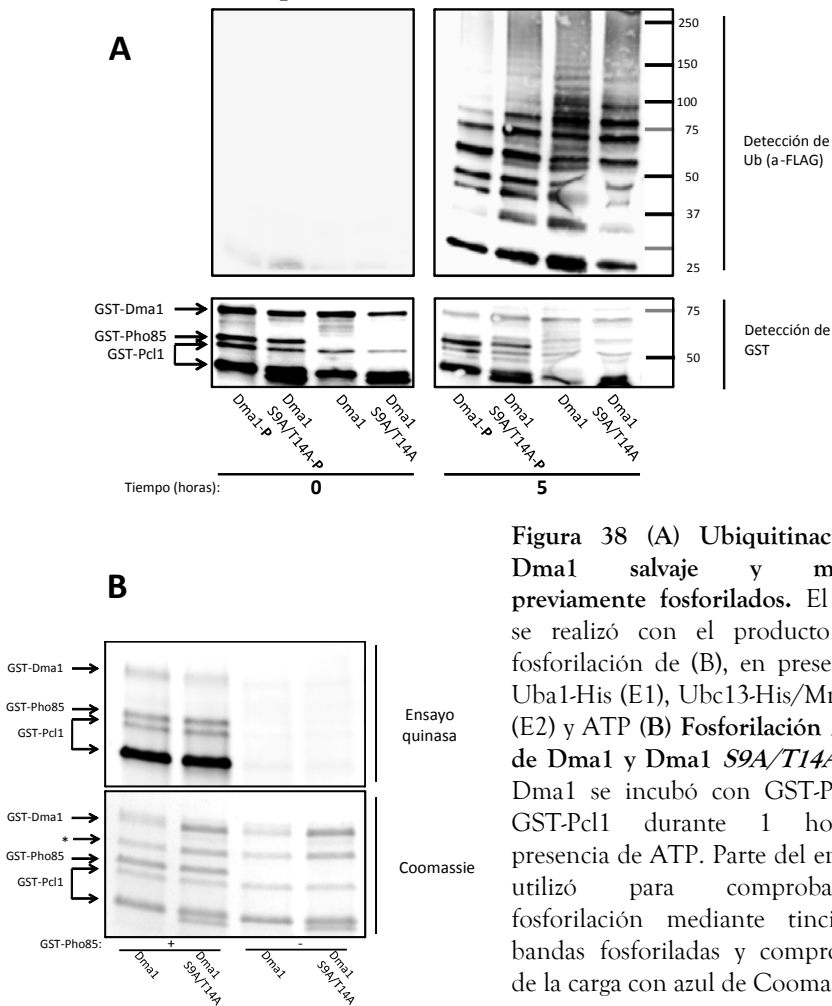 A
250
150
100
75
50
37
25
Detección de
Ub (a-FLAG)
GST-Dma1
GST-Pho85
GST-Pcl1
75
50
Detección de
GST
Dma1-P
Dma1
S9A/T14A-P
Dma1
Dma1
S9A/T14A
Dma1-P
Dma1
S9A/T14A-P
Dma1
Dma1
S9A/T14A
Tiempo (horas):
0
5
B
GST-Dma1
GST-Pho85
GST-Pcl1
Ensayo
quinasa
GST-Dma1
*
GST-Pho85
GST-Pcl1
Coomassie
GST-Pho85:
+
-
Dma1
Dma1
S9A/T14A
Dma1
Dma1
S9A/T14A
Figura 38 (A) Ubiquitinac
Dma1 salvaje y m
previamente fosforilados. El
se realizó con el producto
fosforilación de (B), en prese
Uba1-His (E1), Ubc13-His/Mm
(E2) y ATP (B) Fosforilación
de Dma1 y Dma1 S9A/T14A
Dma1 se incubó con GST-P
GST-Pcl1 durante 1 ho
presencia de ATP. Parte del en
utilizó para comproba
fosforilación mediante tinci
bandas fosforiladas y compro
de la carga con azul de Cooma